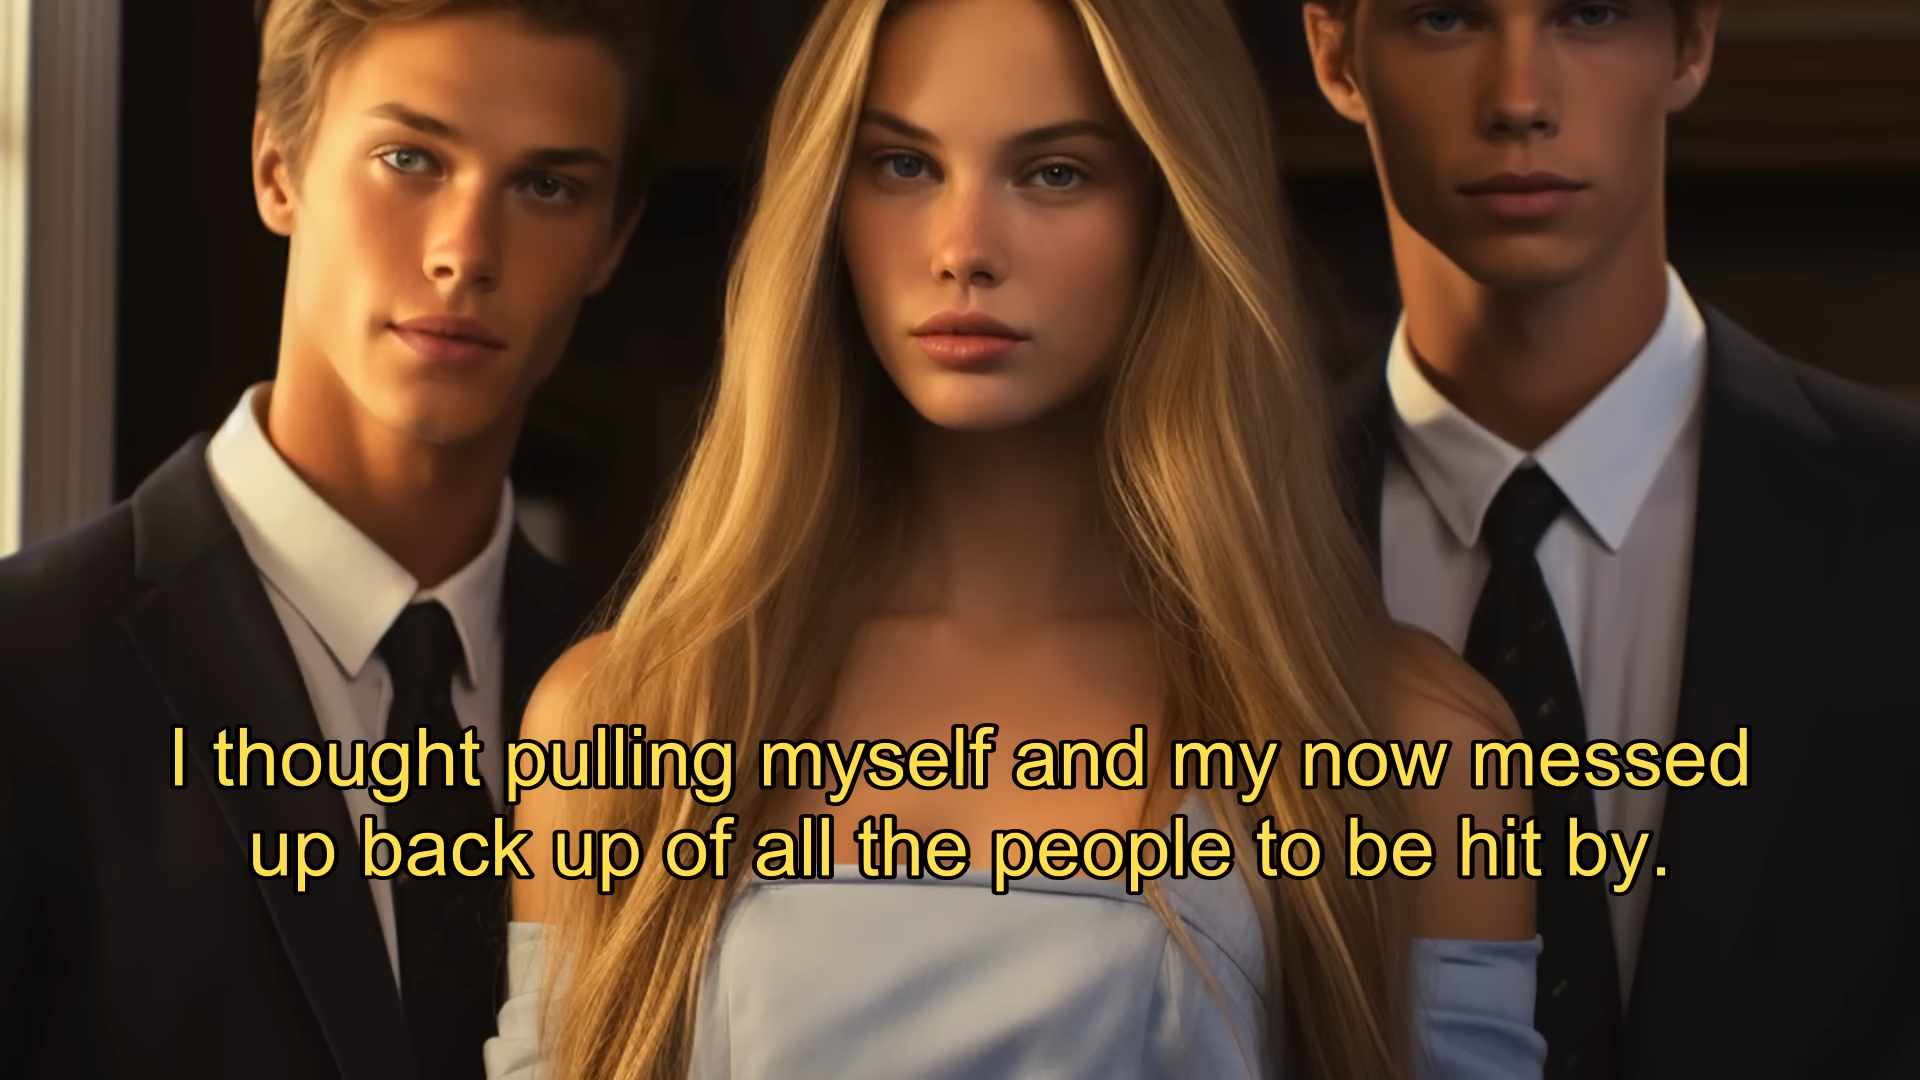 I thought pulling myself and my now messed
up back up of all the people to be hit by.